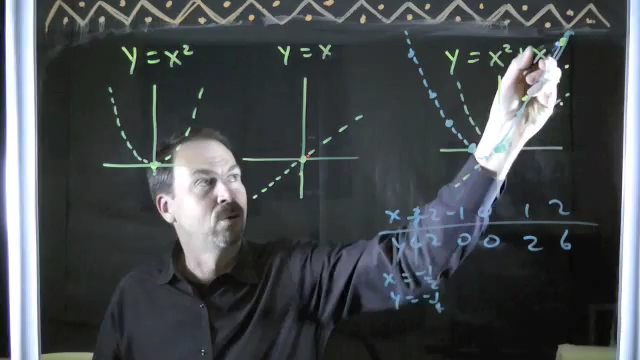 y = x²
y = x
y = x² + x
x -2 -1 0 1 2
y 2 0 0 2 6
x = -1/2
y = -1/4